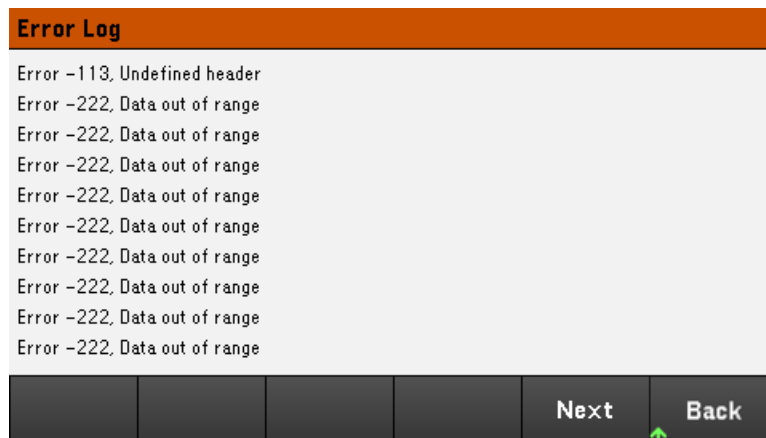 Error Log
Error -113, Undefined header
Error -222, Data out of range
Error -222, Data out of range
Error -222, Data out of range
Error -222, Data out of range
Error -222, Data out of range
Error -222, Data out of range
Error -222, Data out of range
Error -222, Data out of range
Error -222, Data out of range
Next Back